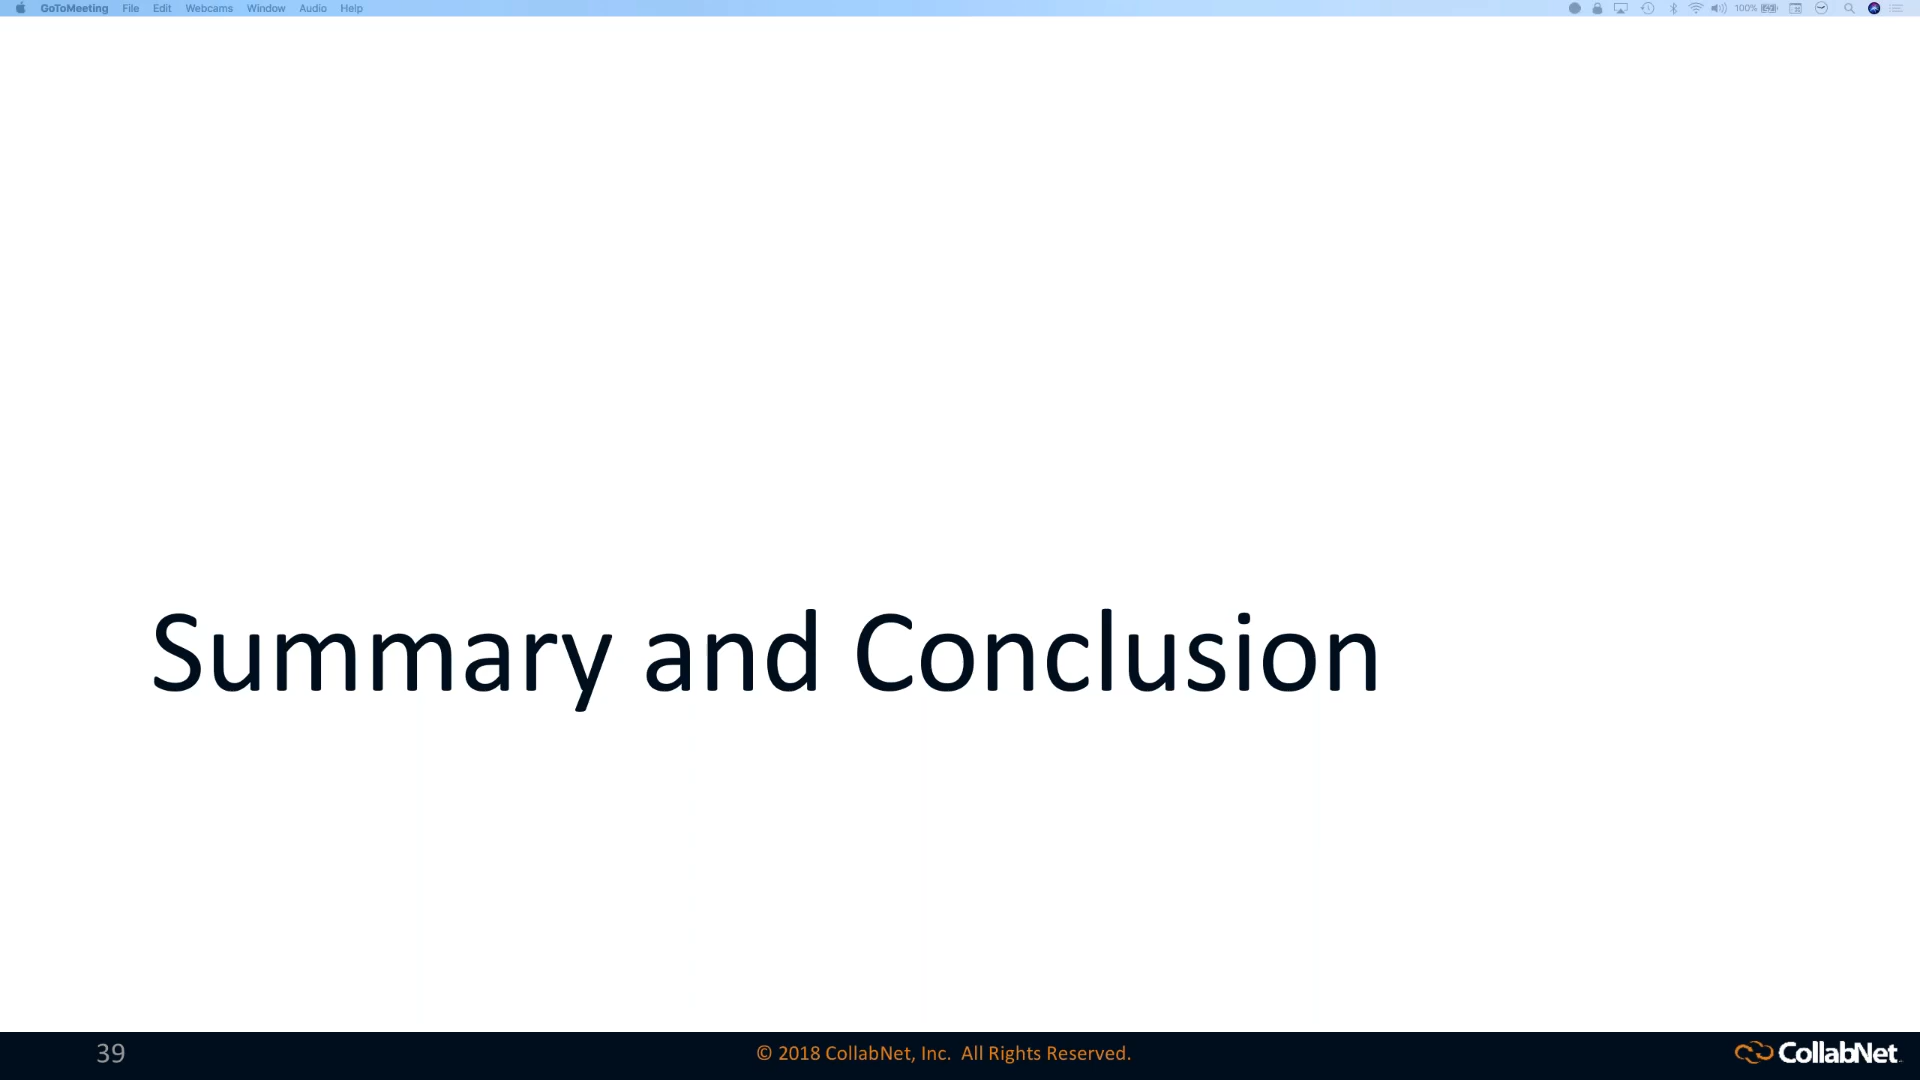 GoToMeeting File Edit Webcams Window Audio Help 100%
Summary and Conclusion
39
© 2018 CollabNet, Inc. All Rights Reserved.
CollabNet